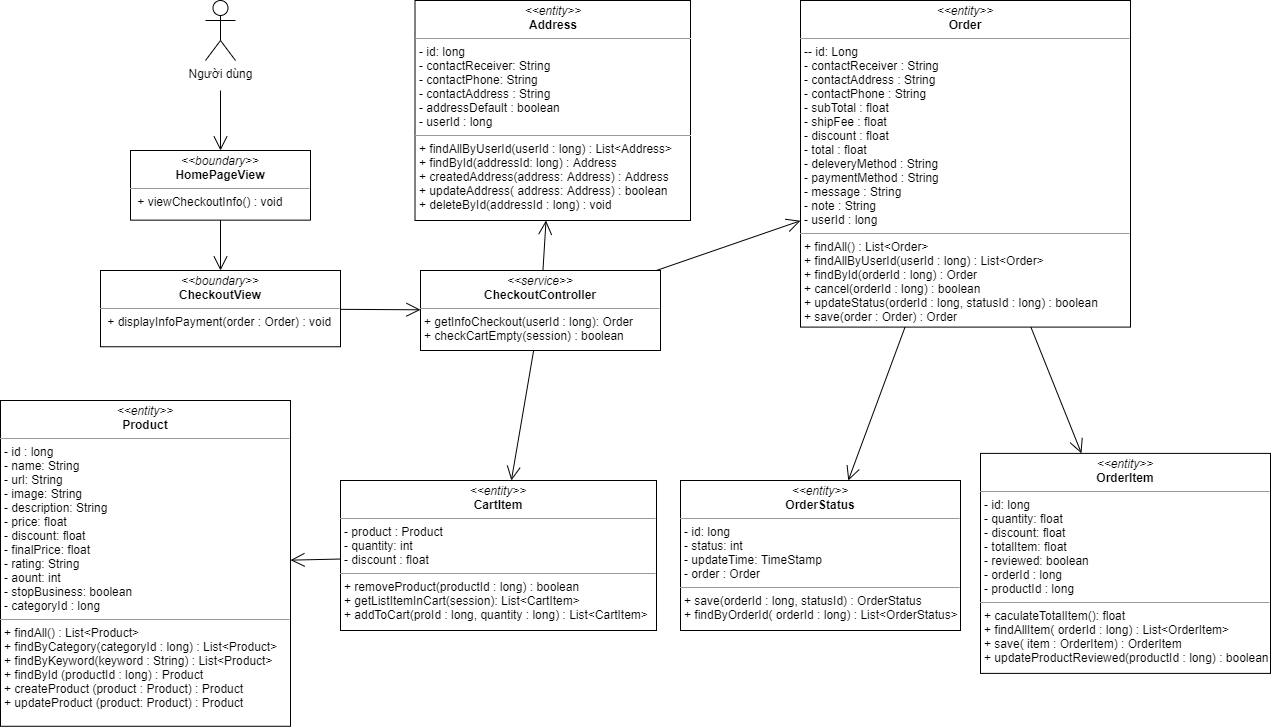 Người dùng
<<boundary>>
HomePageView
+ viewCheckoutInfo() : void
<<boundary>>
CheckoutView
+ displayInfoPayment(order : Order) : void
<<entity>>
Address
- id: long
- contactReceiver: String
- contactPhone: String
- contactAddress : String
- addressDefault : boolean
- userId : long
+ findAllByUserId(userId : long) : List<Address>
+ findById(addressId: long) : Address
+ createdAddress(address: Address) : Address
+ updateAddress( address: Address) : boolean
+ deleteById(addressId : long) : void
<<service>>
CheckoutController
+ getInfoCheckout(userId : long): Order
+ checkCartEmpty(session) : boolean
<<entity>>
Order
-- id: Long
- contactReceiver : String
- contactAddress : String
- contactPhone : String
- subTotal : float
- shipFee : float
- discount : float
- total : float
- deleveryMethod : String
- paymentMethod : String
- message : String
- note : String
- userId : long
+ findAll() : List<Order>
+ findAllByUserId(userId : long) : List<Order>
+ findById(orderId : long) : Order
+ cancel(orderId : long) : boolean
+ updateStatus(orderId : long, statusId : long) : boolean
+ save(order : Order) : Order
<<entity>>
Product
- id : long
- name: String
- url: String
- image: String
- description: String
- price: float
- discount: float
- finalPrice: float
- rating: String
- aount: int
- stopBusiness: boolean
- categoryId : long
+ findAll() : List<Product>
+ findByCategory(categoryId : long) : List<Product>
+ findByKeyword(keyword : String) : List<Product>
+ findById (productId : long) : Product
+ createProduct (product : Product) : Product
+ updateProduct (product: Product) : Product
<<entity>>
CartItem
- product : Product
- quantity: int
- discount : float
+ removeProduct(productId : long) : boolean
+ getListItemInCart(session): List<CartItem>
+ addToCart(proId : long, quantity : long) : List<CartItem>
<<entity>>
OrderStatus
- id: long
- status: int
- updateTime: TimeStamp
- order : Order
+ save(orderId : long, statusId) : OrderStatus
+ findByOrderId( orderId : long) : List<OrderStatus>
<<entity>>
OrderItem
- id: long
- quantity: float
- discount: float
- totalItem: float
- reviewed: boolean
- orderId : long
- productId : long
+ caculateTotalItem(): float
+ findAllItem( orderId : long) : List<OrderItem>
+ save( item : OrderItem) : OrderItem
+ updateProductReviewed(productId : long) : boolean